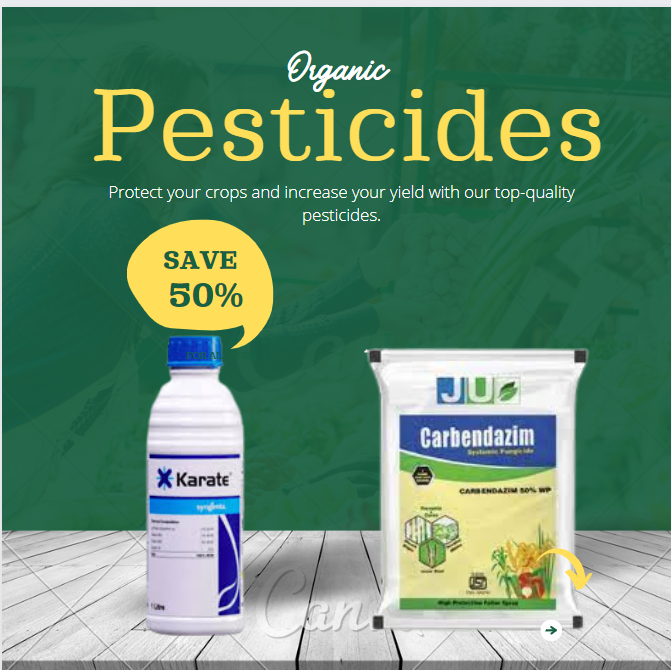 Organic
Pesticides
Protect your crops and increase your yield with our top-quality
pesticides.
SAVE
50%
Karate
syngenta
1 Litre
JU
Carbendazim
Systemic Fungicide
CARBENDAZIM 50% WP